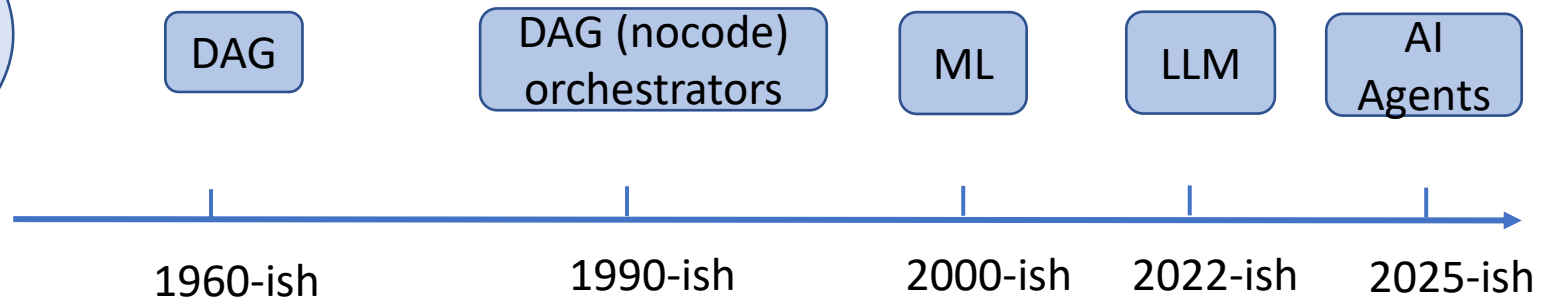 DAG
DAG (nocode)
orchestrators
ML
LLM
AI
Agents
1960-ish
1990-ish
2000-ish
2022-ish
2025-ish